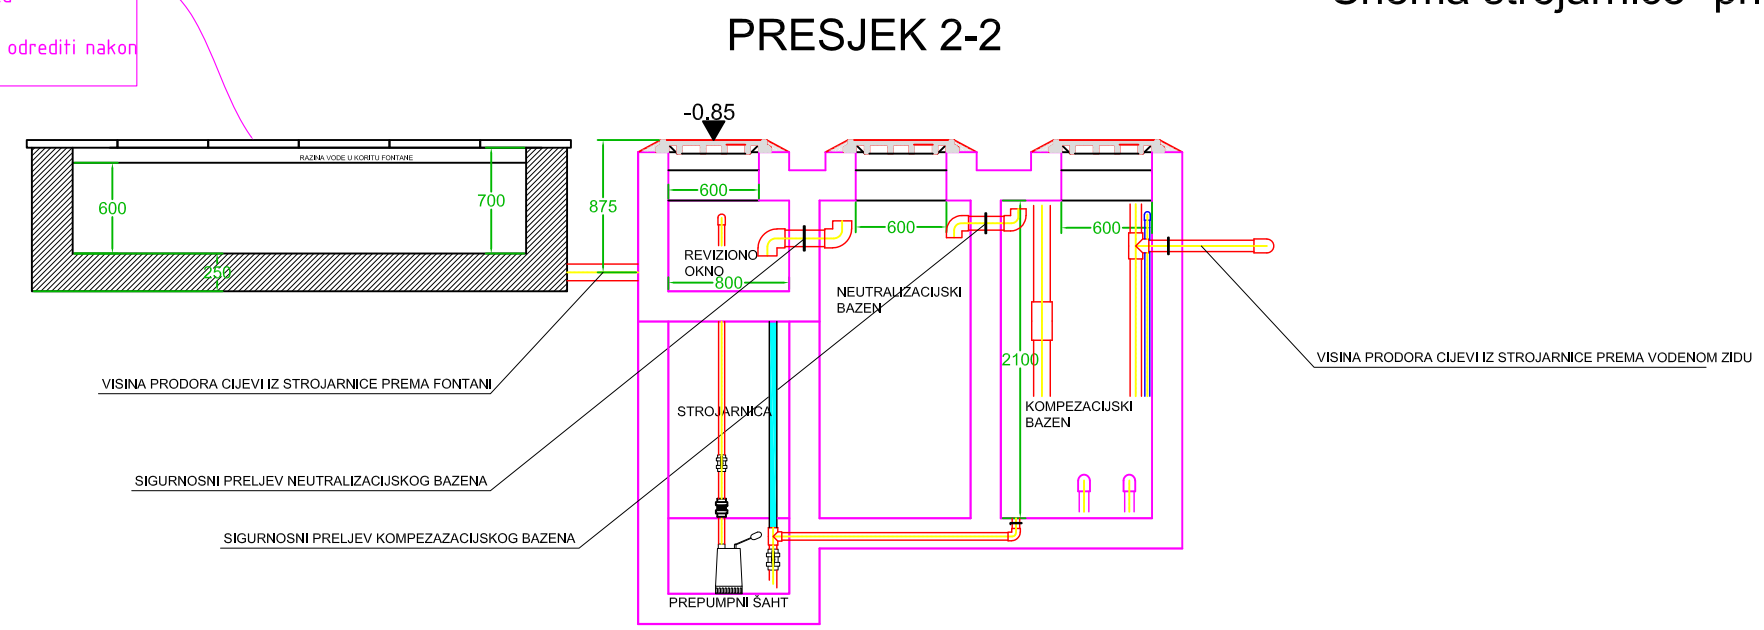 odrediti nakon
PRESJEK 2-2
-0.85
RAZINA VODE U KORITU FONTANE
600
700
250
875
600
REVIZIONO
OKNO
800
600
600
NEUTRALIZACIJSKI
BAZEN
2100
VISINA PRODORA CIJEVI IZ STROJARNICE PREMA VODENOM ZIDU
VISINA PRODORA CIJEVI IZ STROJARNICE PREMA FONTANI
STROJARNICA
KOMPEZACIJSKI
BAZEN
SIGURNOSNI PRELJEV NEUTRALIZACIJSKOG BAZENA
SIGURNOSNI PRELJEV KOMPEZAZACIJSKOG BAZENA
PREPUMPNI ŠAHT